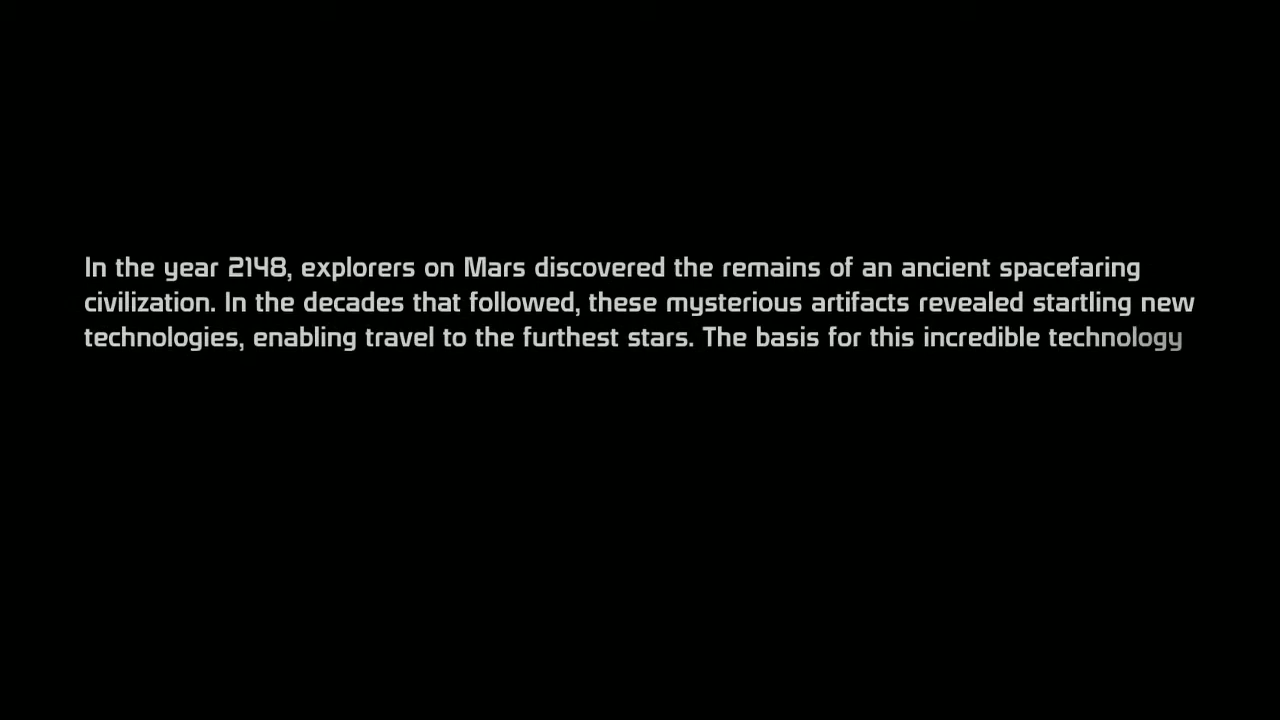 In the year 2148, explorers on Mars discovered the remains of an ancient spacefaring
civilization. In the decades that followed, these mysterious artifacts revealed startling new
technologies, enabling travel to the furthest stars. The basis for this incredible technology